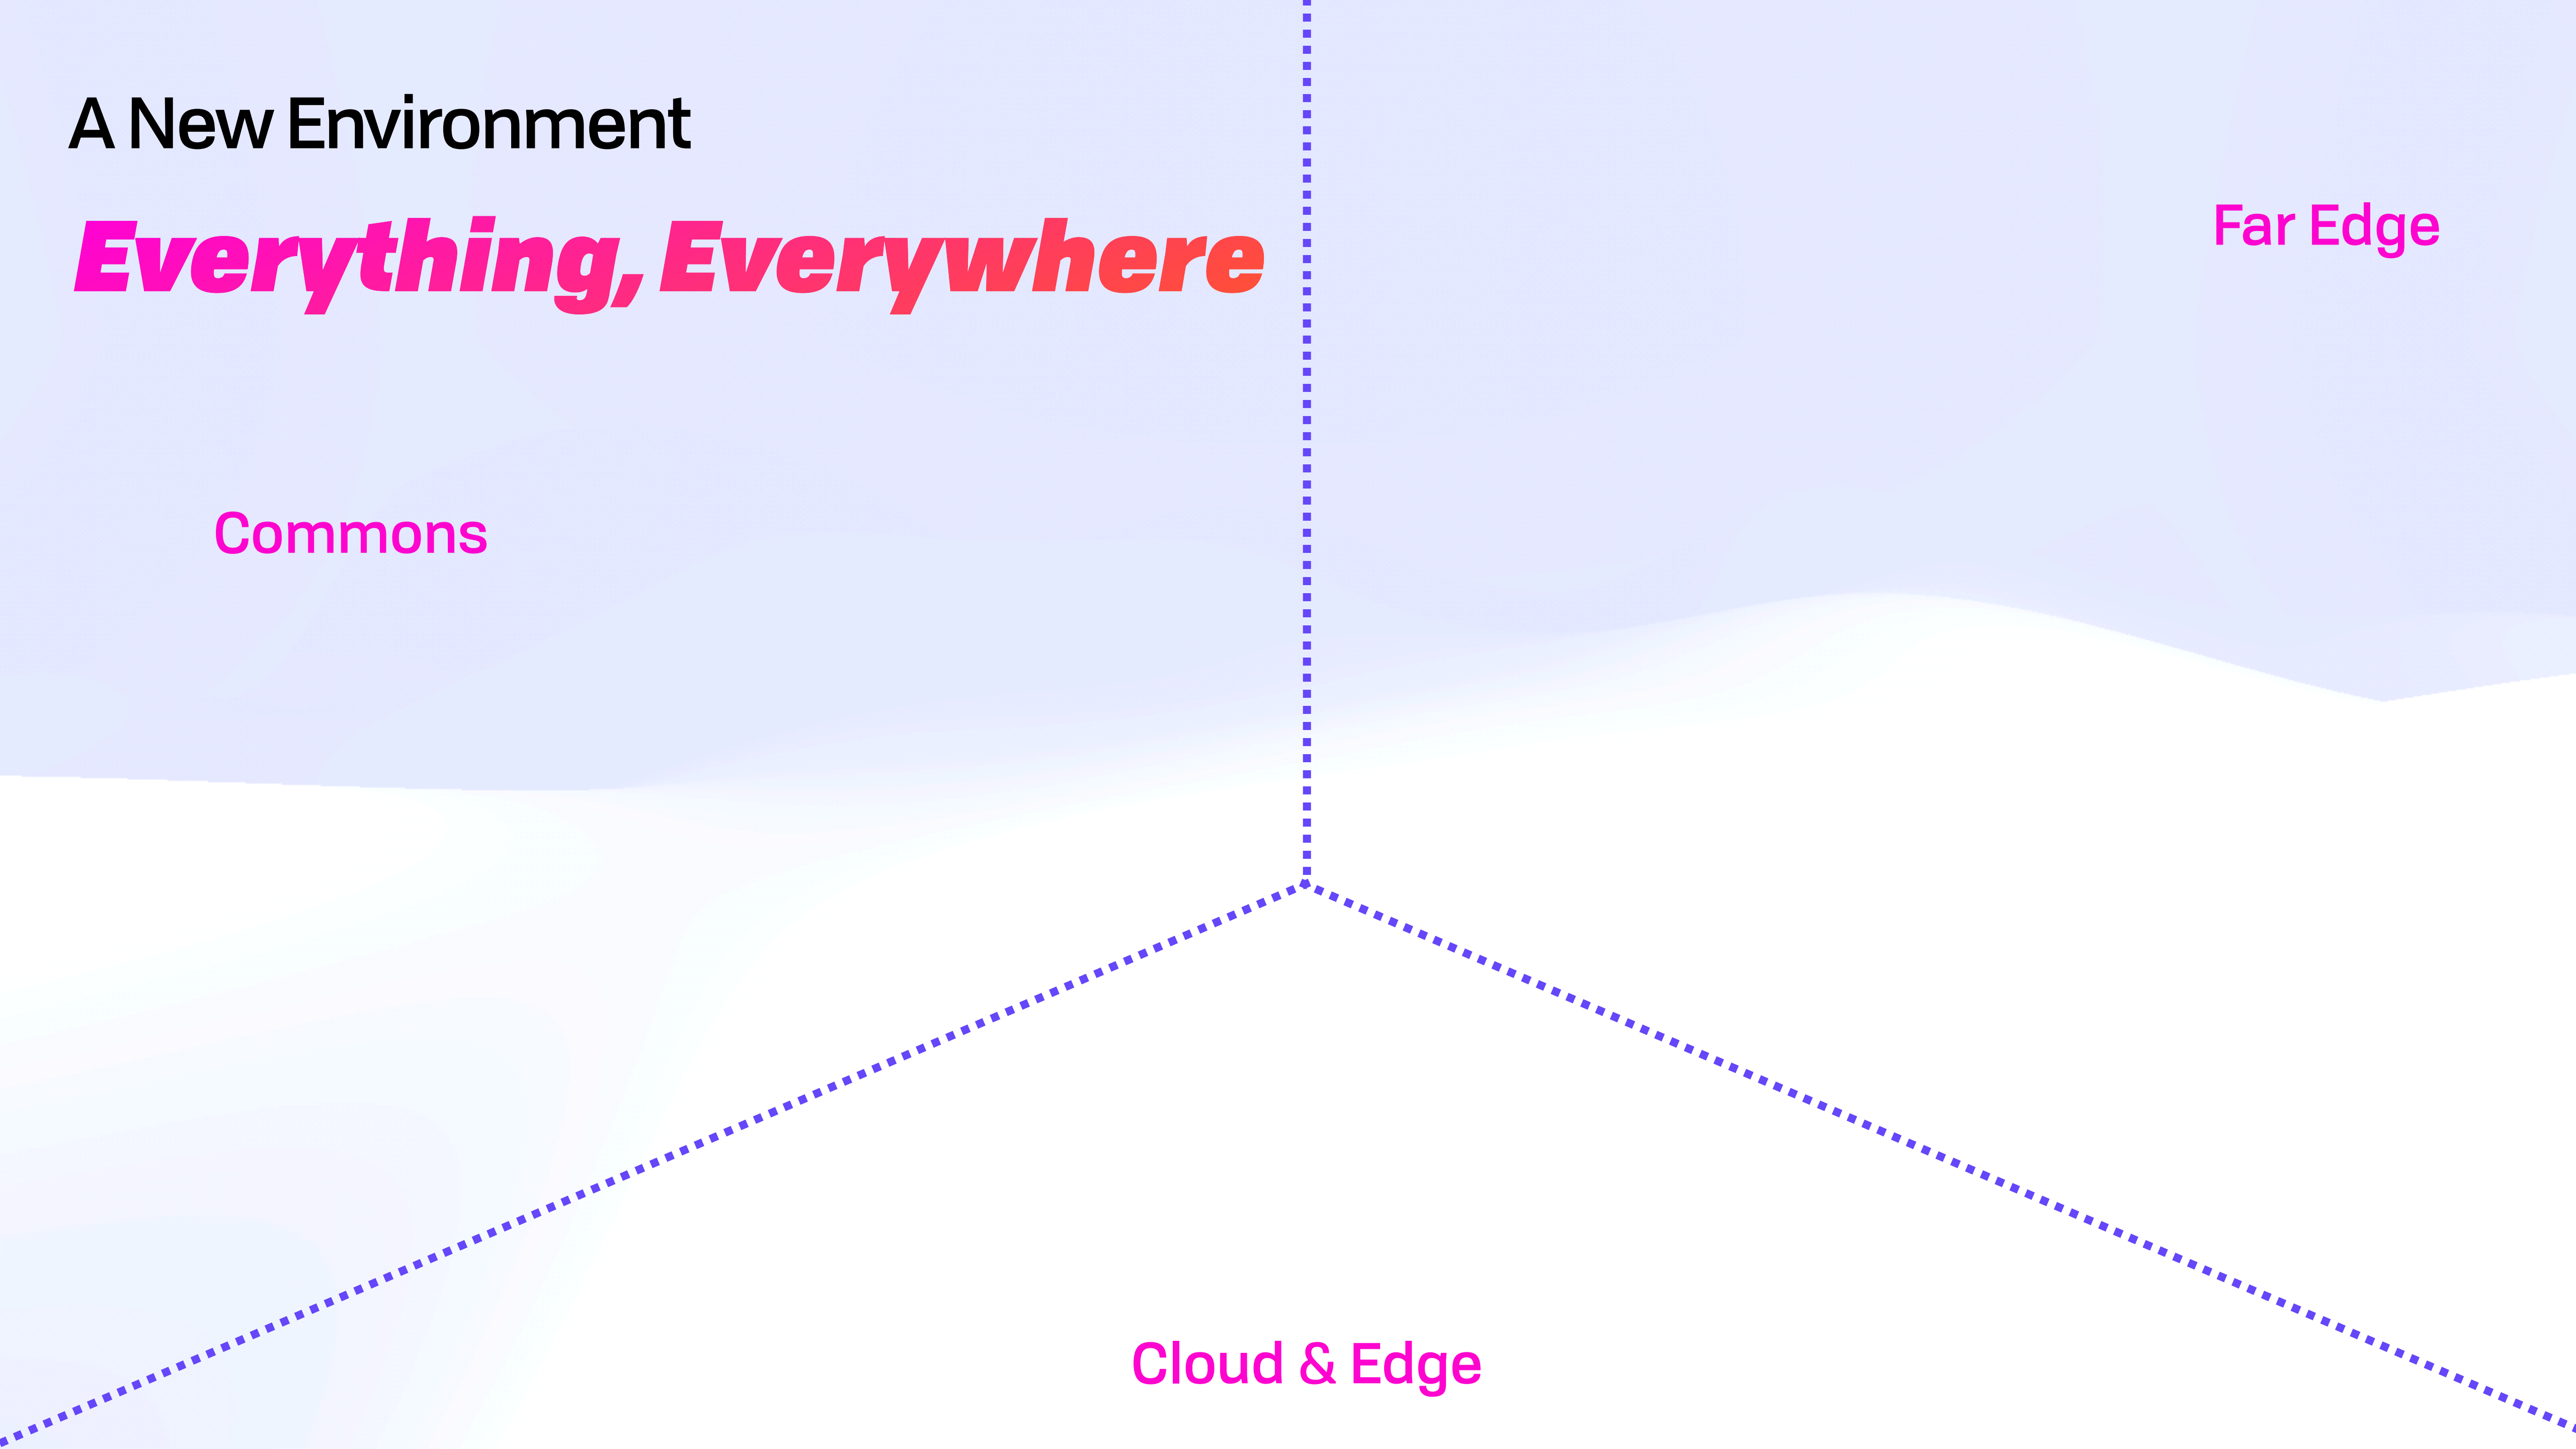 A New Environment
Everything, Everywhere
Far Edge
Commons
Cloud & Edge